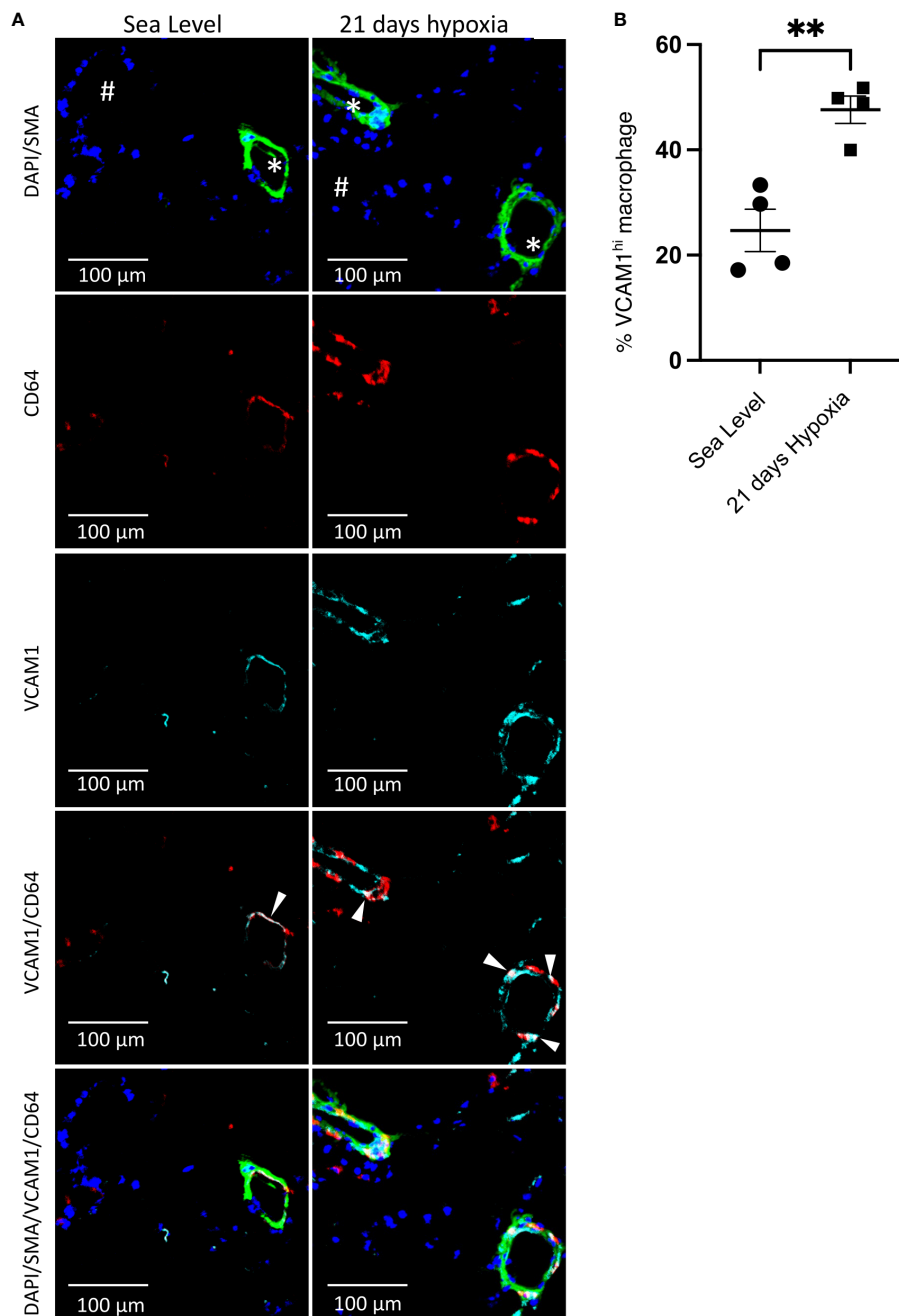 A
Sea Level
21 days hypoxia
DAPI/SMA
#
*
*
#
*
100 µm
100 µm
CD64
100 µm
100 µm
VCAM1
100 µm
100 µm
VCAM1/CD64
100 µm
100 µm
DAPI/SMA/VCAM1/CD64
100 µm
100 µm
B
**
60
40
20
0
% VCAM1hi macrophage
Sea Level
21 days Hypoxia